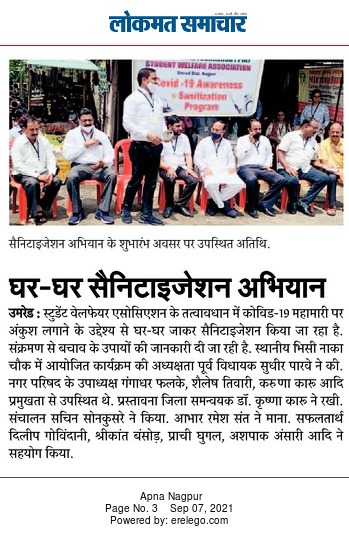 लोकमत समाचार
STUDENT WELFARE ASSOCIATION
Umred Dist. Nagpur
Covid -19 Awareness
+ Sanitization
Program
सैनिटाइजेशन अभियान के शुभारंभ अवसर पर उपस्थित अतिथि.
घर-घर सैनिटाइजेशन अभियान
उमरेड : स्टुडेंट वेलफेयर एसोसिएशन के तत्वावधान में कोविड-19 महामारी पर
अंकुश लगाने के उद्देश्य से घर-घर जाकर सैनिटाइजेशन किया जा रहा है.
संक्रमण से बचाव के उपायों की जानकारी दी जा रही है. स्थानीय भिसी नाका
चौक में आयोजित कार्यक्रम की अध्यक्षता पूर्व विधायक सुधीर पारवे ने की.
नगर परिषद के उपाध्यक्ष गंगाधर फलके, शैलेष तिवारी, करुणा कारू आदि
प्रमुखता से उपस्थित थे. प्रस्तावना जिला समन्वयक डॉ. कृष्णा कारू ने रखी.
संचालन सचिन सोनकुसरे ने किया. आभार रमेश संत ने माना. सफलतार्थ
दिलीप गोविंदानी, श्रीकांत बंसोड़, प्राची घुगल, अशपाक अंसारी आदि ने
सहयोग किया.
Apna Nagpur
Page No. 3 Sep 07, 2021
Powered by: erelego.com